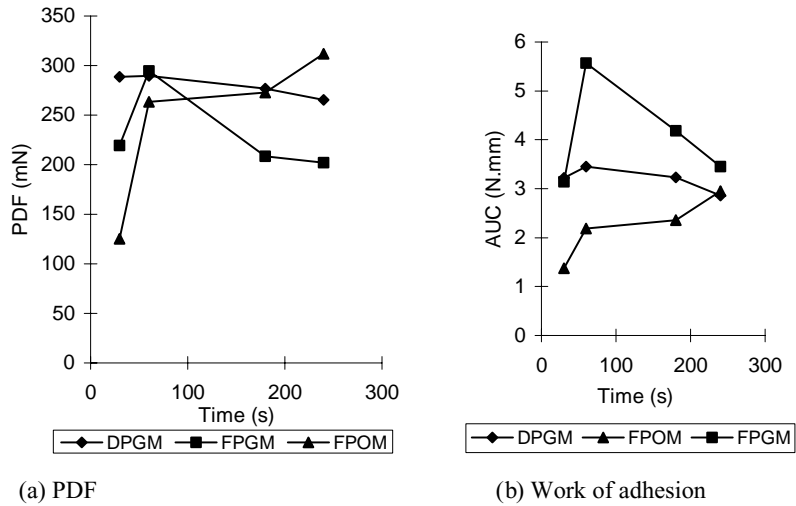 350
300
250
200
150
100
50
0
PDF (mN)
0 100 200 300
Time (s)
DPGM FPGM FPOM
(a) PDF
6
5
4
3
2
1
0
AUC (N.mm)
0 100 200 300
Time (s)
DPGM FPOM FPGM
(b) Work of adhesion